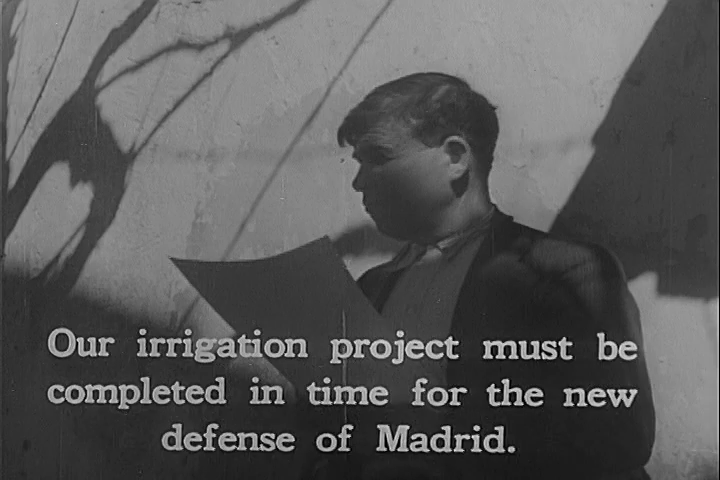 Our irrigation project must be
completed in time for the new
defense of Madrid.